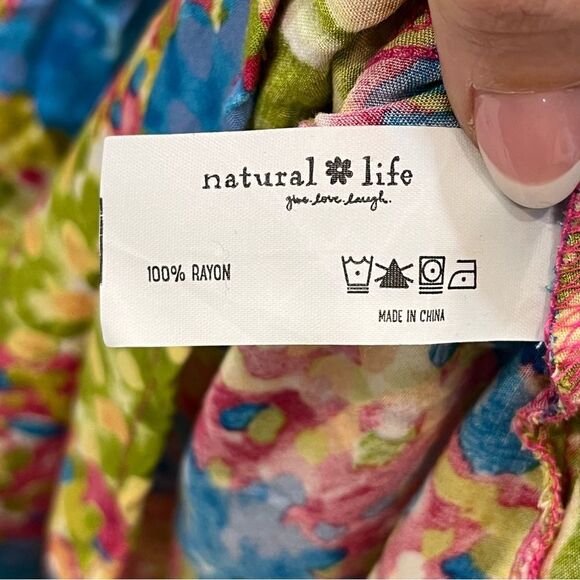 natural life
give.love.laugh.
100% RAYON
MADE IN CHINA